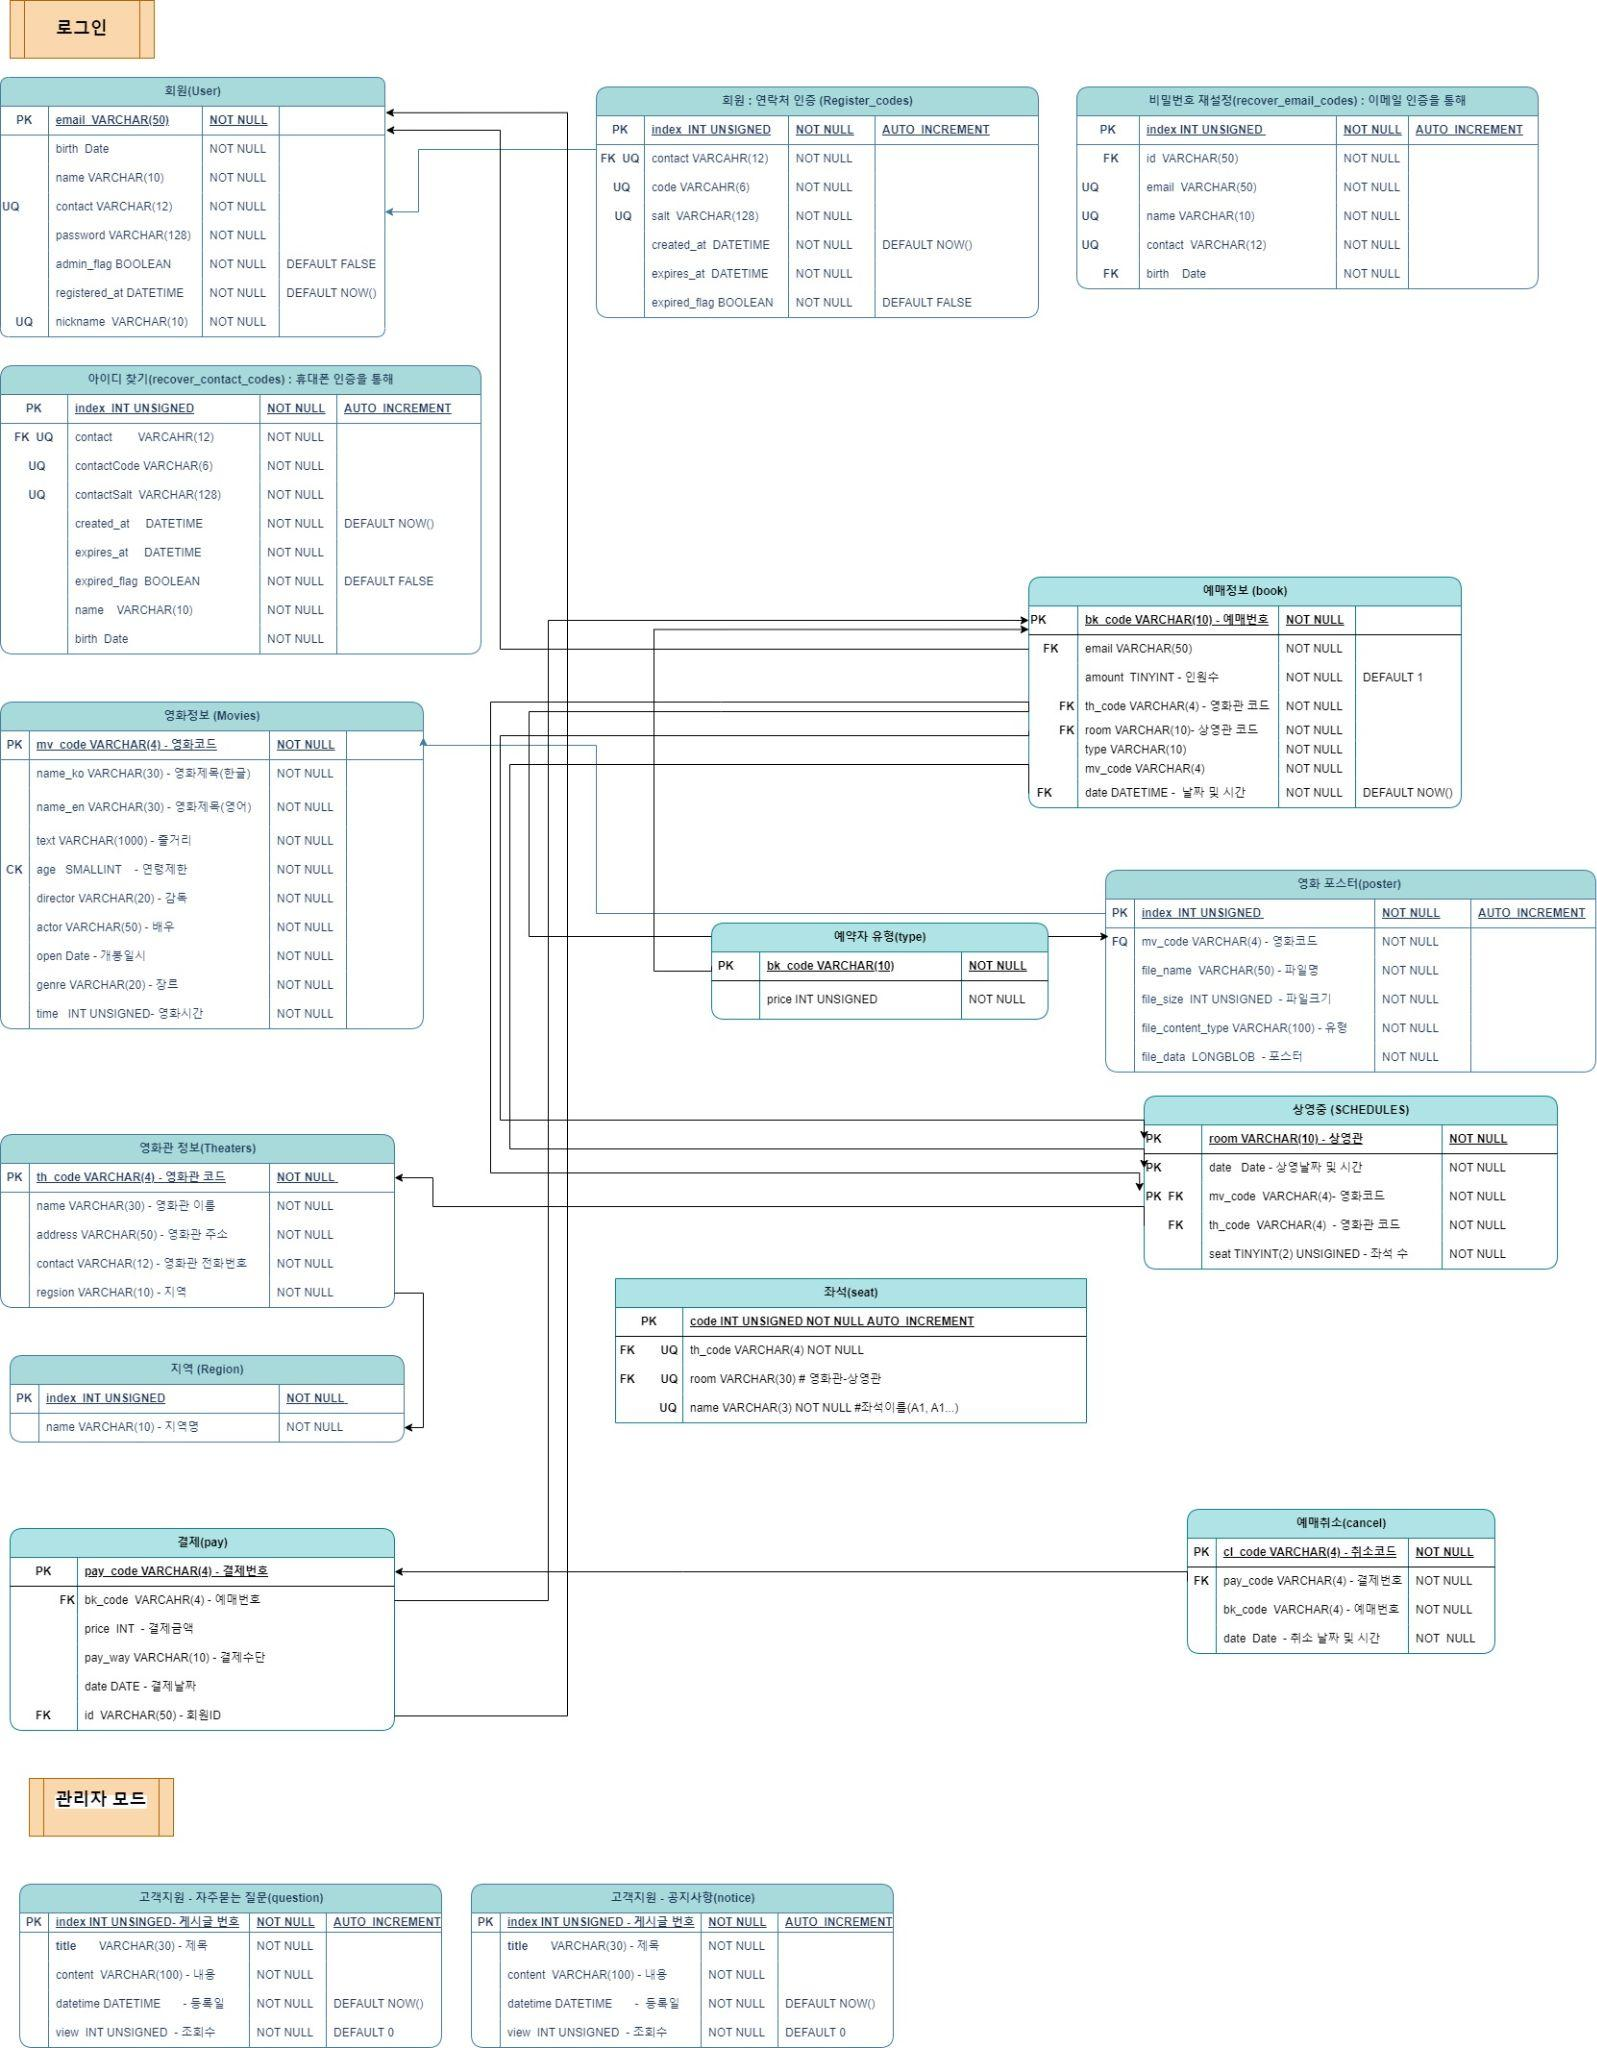 로그인
회원(User)
PK email VARCHAR(50) NOT NULL
birth Date NOT NULL
name VARCHAR(10) NOT NULL
UQ contact VARCHAR(12) NOT NULL
password VARCHAR(128) NOT NULL
admin_flag BOOLEAN NOT NULL DEFAULT FALSE
registered_at DATETIME NOT NULL DEFAULT NOW()
UQ nickname VARCHAR(10) NOT NULL
회원 : 연락처 인증 (Register_codes)
PK index INT UNSIGNED NOT NULL AUTO_INCREMENT
FK UQ contact VARCAHR(12) NOT NULL
UQ code VARCAHR(6) NOT NULL
UQ salt VARCHAR(128) NOT NULL
created_at DATETIME NOT NULL DEFAULT NOW()
expires_at DATETIME NOT NULL
expired_flag BOOLEAN NOT NULL DEFAULT FALSE
비밀번호 재설정(recover_email_codes) : 이메일 인증을 통해
PK index INT UNSIGNED NOT NULL AUTO_INCREMENT
FK id VARCHAR(50) NOT NULL
UQ email VARCHAR(50) NOT NULL
UQ name VARCHAR(10) NOT NULL
UQ contact VARCHAR(12) NOT NULL
FK birth Date NOT NULL
아이디 찾기(recover_contact_codes) : 휴대폰 인증을 통해
PK index INT UNSIGNED NOT NULL AUTO_INCREMENT
FK UQ contact VARCAHR(12) NOT NULL
UQ contactCode VARCHAR(6) NOT NULL
UQ contactSalt VARCHAR(128) NOT NULL
created_at DATETIME NOT NULL DEFAULT NOW()
expires_at DATETIME NOT NULL
expired_flag BOOLEAN NOT NULL DEFAULT FALSE
name VARCHAR(10) NOT NULL
birth Date NOT NULL
예매정보 (book)
PK bk_code VARCHAR(10) - 예매번호 NOT NULL
FK email VARCHAR(50) NOT NULL
amount TINYINT - 인원수 NOT NULL DEFAULT 1
FK th_code VARCHAR(4) - 영화관 코드 NOT NULL
FK room VARCHAR(10)- 상영관 코드 NOT NULL
type VARCHAR(10) NOT NULL
mv_code VARCHAR(4) NOT NULL
FK date DATETIME - 날짜 및 시간 NOT NULL DEFAULT NOW()
영화정보 (Movies)
PK mv_code VARCHAR(4) - 영화코드 NOT NULL
name_ko VARCHAR(30) - 영화제목(한글) NOT NULL
name_en VARCHAR(30) - 영화제목(영어) NOT NULL
text VARCHAR(1000) - 줄거리 NOT NULL
CK age SMALLINT - 연령제한 NOT NULL
director VARCHAR(20) - 감독 NOT NULL
actor VARCHAR(50) - 배우 NOT NULL
open Date - 개봉일시 NOT NULL
genre VARCHAR(20) - 장르 NOT NULL
time INT UNSIGNED- 영화시간 NOT NULL
영화 포스터(poster)
PK index INT UNSIGNED NOT NULL AUTO_INCREMENT
FQ mv_code VARCHAR(4) - 영화코드 NOT NULL
file_name VARCHAR(50) - 파일명 NOT NULL
file_size INT UNSIGNED - 파일크기 NOT NULL
file_content_type VARCHAR(100) - 유형 NOT NULL
file_data LONGBLOB - 포스터 NOT NULL
예약자 유형(type)
PK bk_code VARCHAR(10) NOT NULL
price INT UNSIGNED NOT NULL
상영중 (SCHEDULES)
PK room VARCHAR(10) - 상영관 NOT NULL
PK date Date - 상영날짜 및 시간 NOT NULL
PK FK mv_code VARCHAR(4)- 영화코드 NOT NULL
FK th_code VARCHAR(4) - 영화관 코드 NOT NULL
seat TINYINT(2) UNSIGINED - 좌석 수 NOT NULL
영화관 정보(Theaters)
PK th_code VARCHAR(4) - 영화관 코드 NOT NULL
name VARCHAR(30) - 영화관 이름 NOT NULL
address VARCHAR(50) - 영화관 주소 NOT NULL
contact VARCHAR(12) - 영화관 전화번호 NOT NULL
regsion VARCHAR(10) - 지역 NOT NULL
좌석(seat)
PK code INT UNSIGNED NOT NULL AUTO_INCREMENT
FK UQ th_code VARCHAR(4) NOT NULL
FK UQ room VARCHAR(30) # 영화관-상영관
UQ name VARCHAR(3) NOT NULL #좌석이름(A1, A1...)
지역 (Region)
PK index INT UNSIGNED NOT NULL
name VARCHAR(10) - 지역명 NOT NULL
결제(pay)
PK pay_code VARCHAR(4) - 결제번호
FK bk_code VARCAHR(4) - 예매번호
price INT - 결제금액
pay_way VARCHAR(10) - 결제수단
date DATE - 결제날짜
FK id VARCHAR(50) - 회원ID
예매취소(cancel)
PK cl_code VARCHAR(4) - 취소코드 NOT NULL
FK pay_code VARCHAR(4) - 결제번호 NOT NULL
bk_code VARCHAR(4) - 예매번호 NOT NULL
date Date - 취소 날짜 및 시간 NOT NULL
관리자 모드
고객지원 - 자주묻는 질문(question)
PK index INT UNSINGED- 게시글 번호 NOT NULL AUTO_INCREMENT
title VARCHAR(30) - 제목 NOT NULL
content VARCHAR(100) - 내용 NOT NULL
datetime DATETIME - 등록일 NOT NULL DEFAULT NOW()
view INT UNSIGNED - 조회수 NOT NULL DEFAULT 0
고객지원 - 공지사항(notice)
PK index INT UNSIGNED - 게시글 번호 NOT NULL AUTO_INCREMENT
title VARCHAR(30) - 제목 NOT NULL
content VARCHAR(100) - 내용 NOT NULL
datetime DATETIME - 등록일 NOT NULL DEFAULT NOW()
view INT UNSIGNED - 조회수 NOT NULL DEFAULT 0